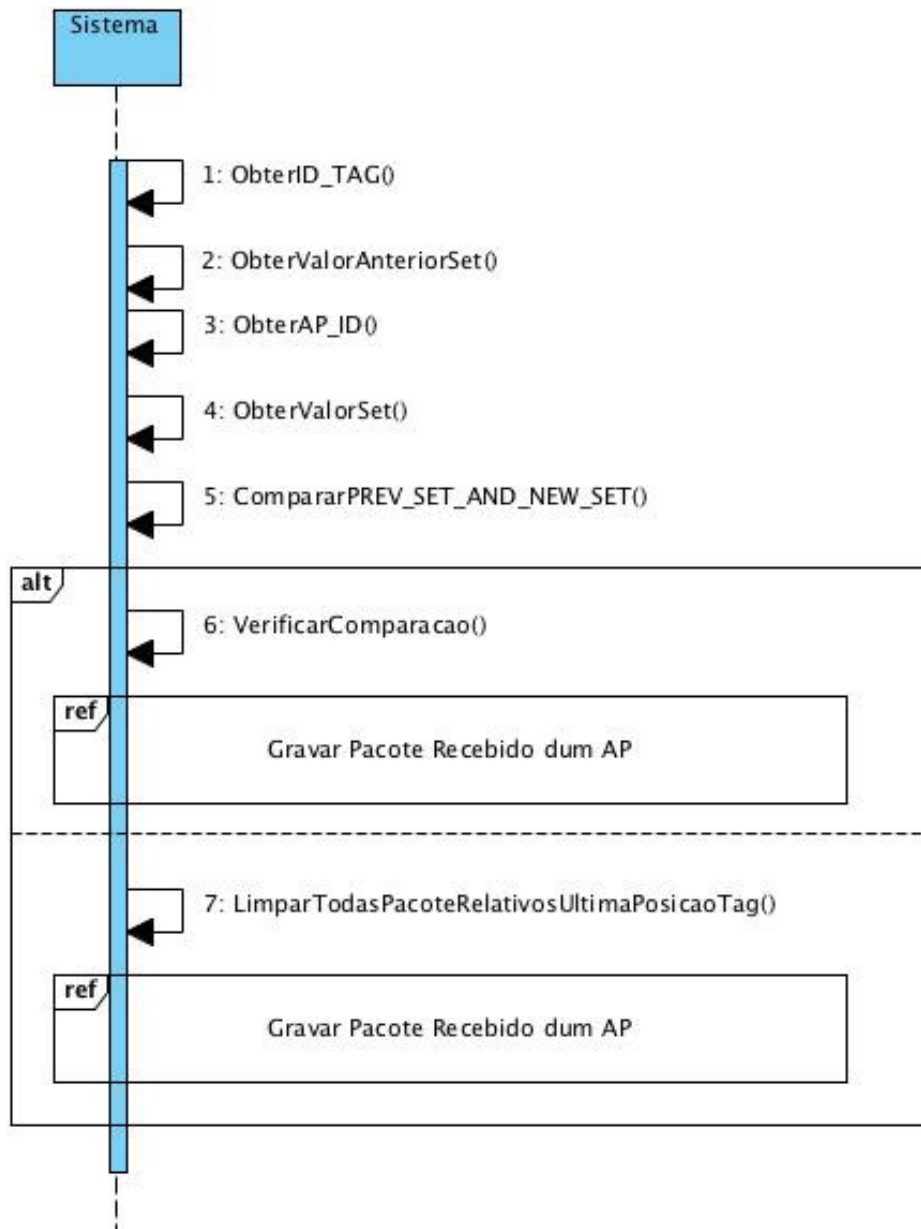 Sistema
1: ObterID_TAG()
2: ObterValorAnteriorSet()
3: ObterAP_ID()
4: ObterValorSet()
5: CompararPREV_SET_AND_NEW_SET()
alt
6: VerificarComparacao()
ref
Gravar Pacote Recebido dum AP
7: LimparTodasPacoteRelativosUltimaPosicaoTag()
ref
Gravar Pacote Recebido dum AP